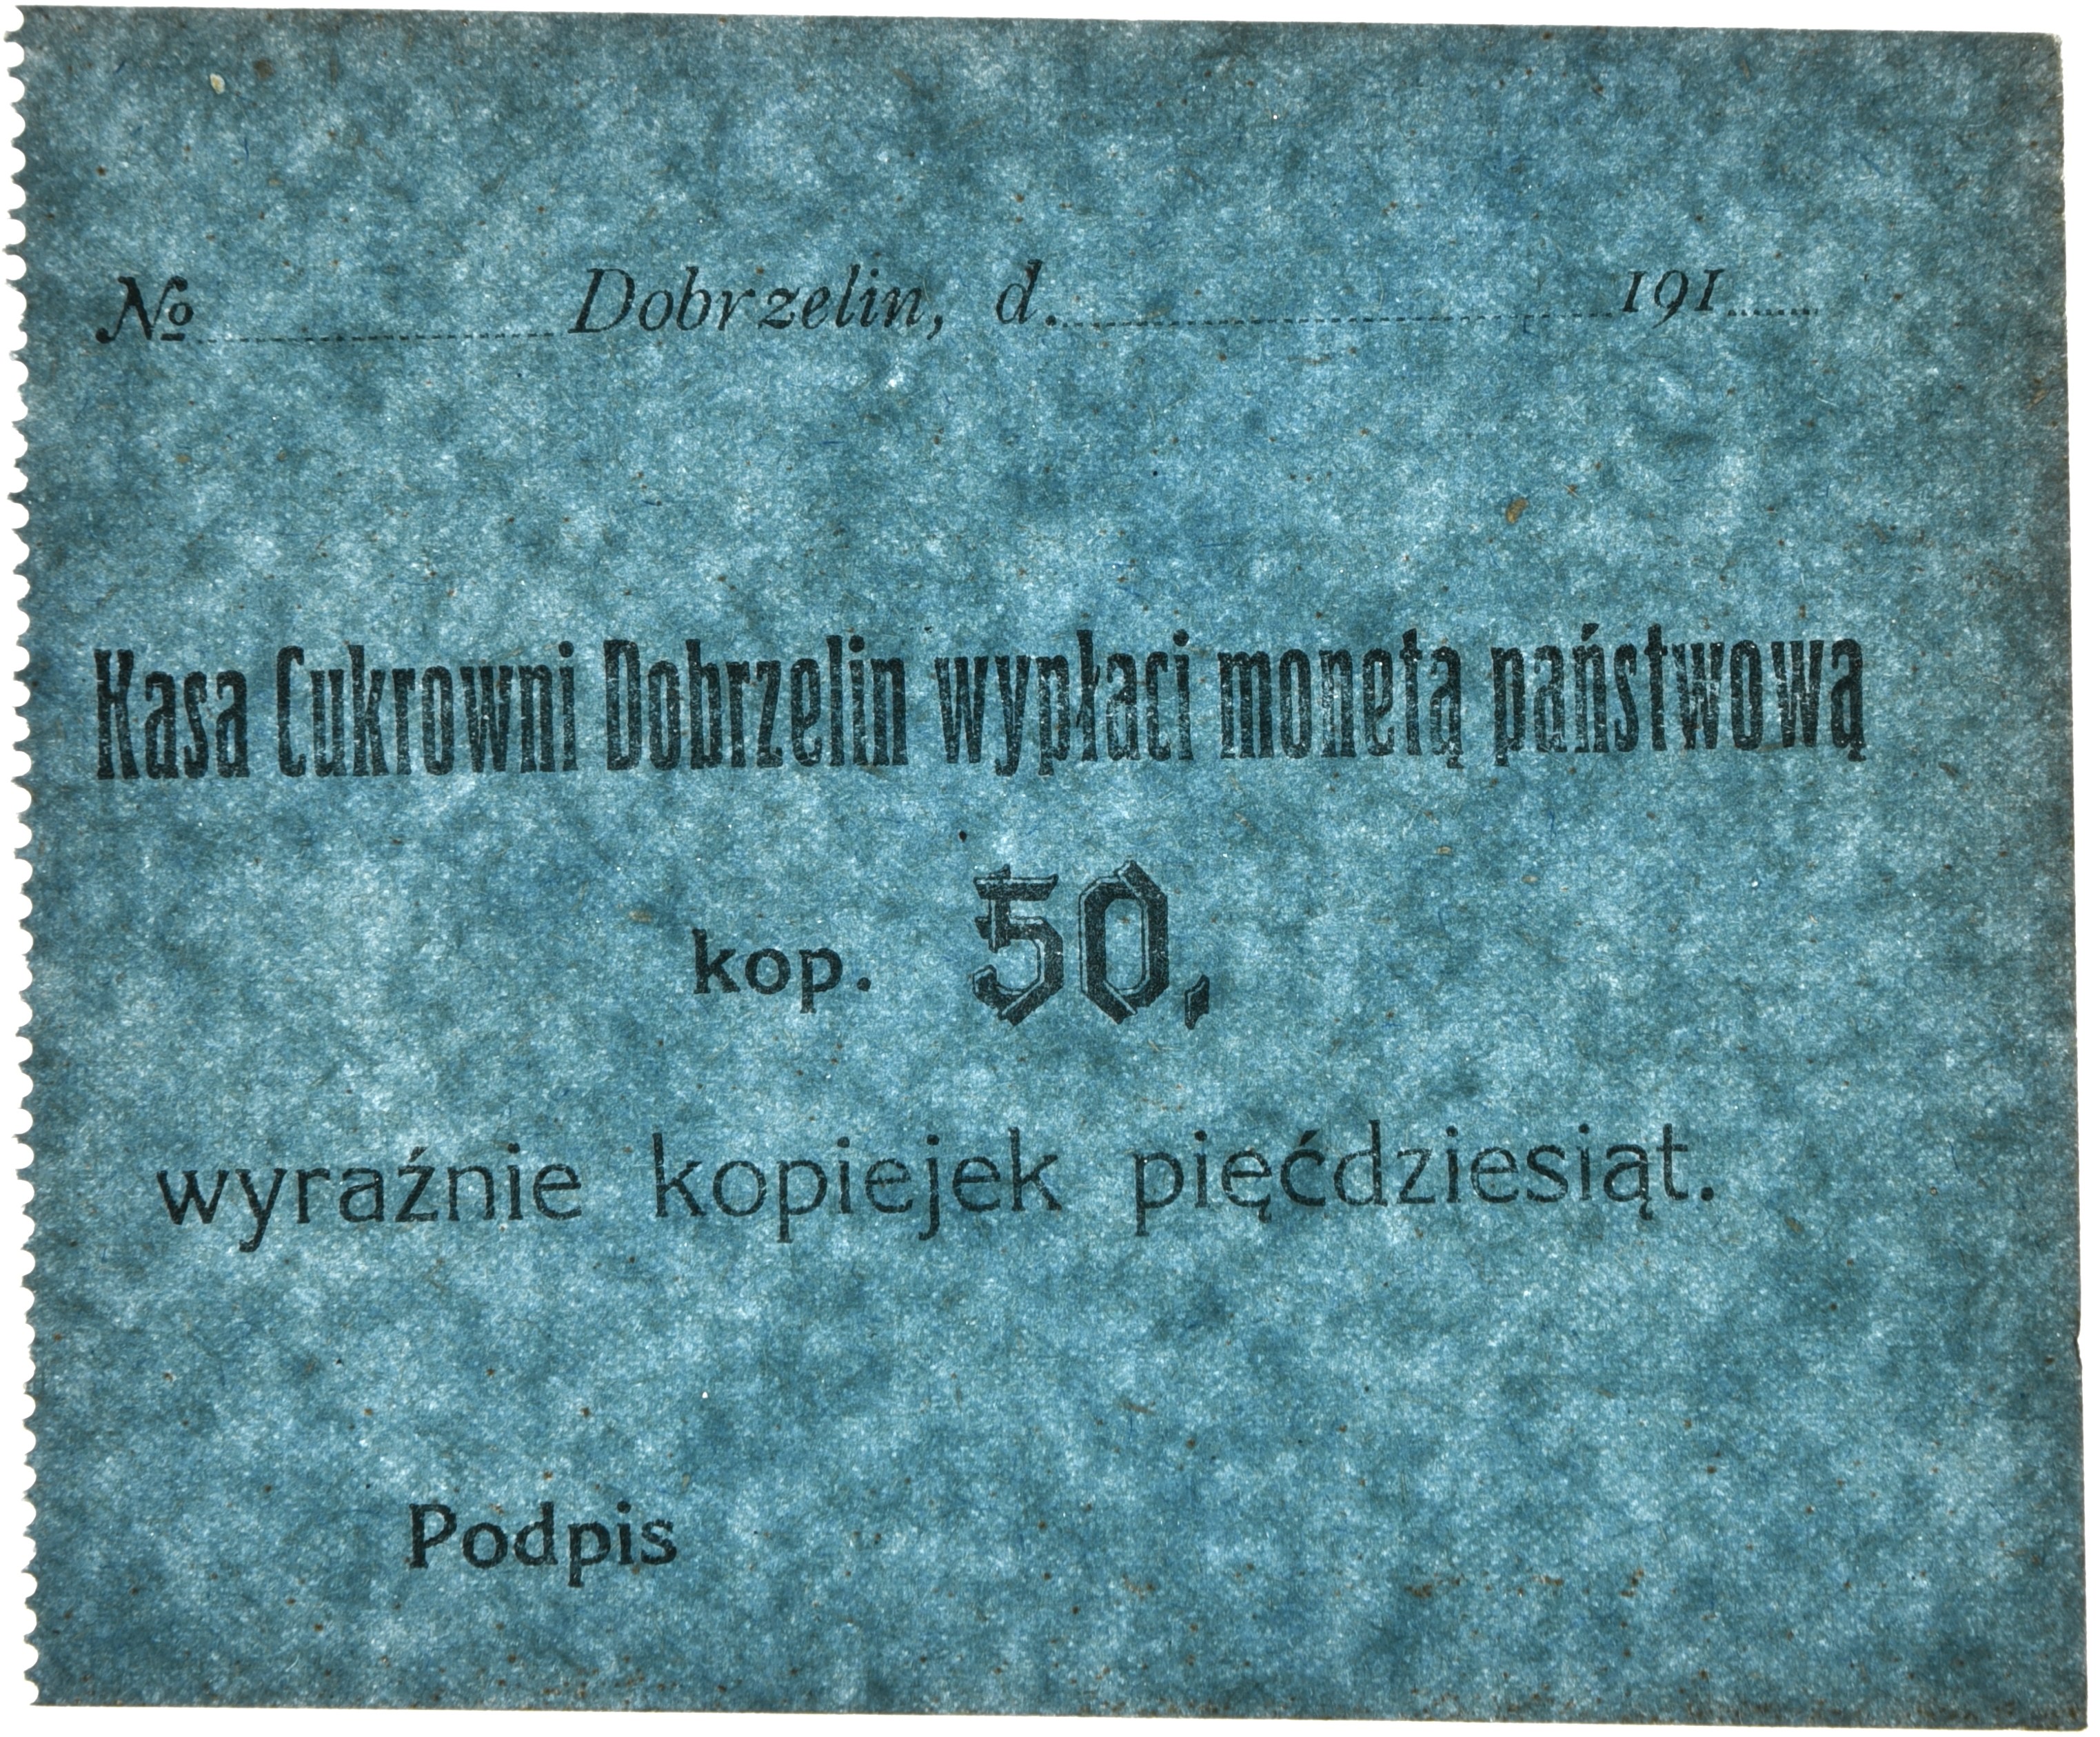 № Dobrzelin, d. 191
Kasa Cukrowni Dobrzelin wypłaci monetą państwową
kop. 50,
wyraźnie kopiejek pięćdziesiąt.
Podpis